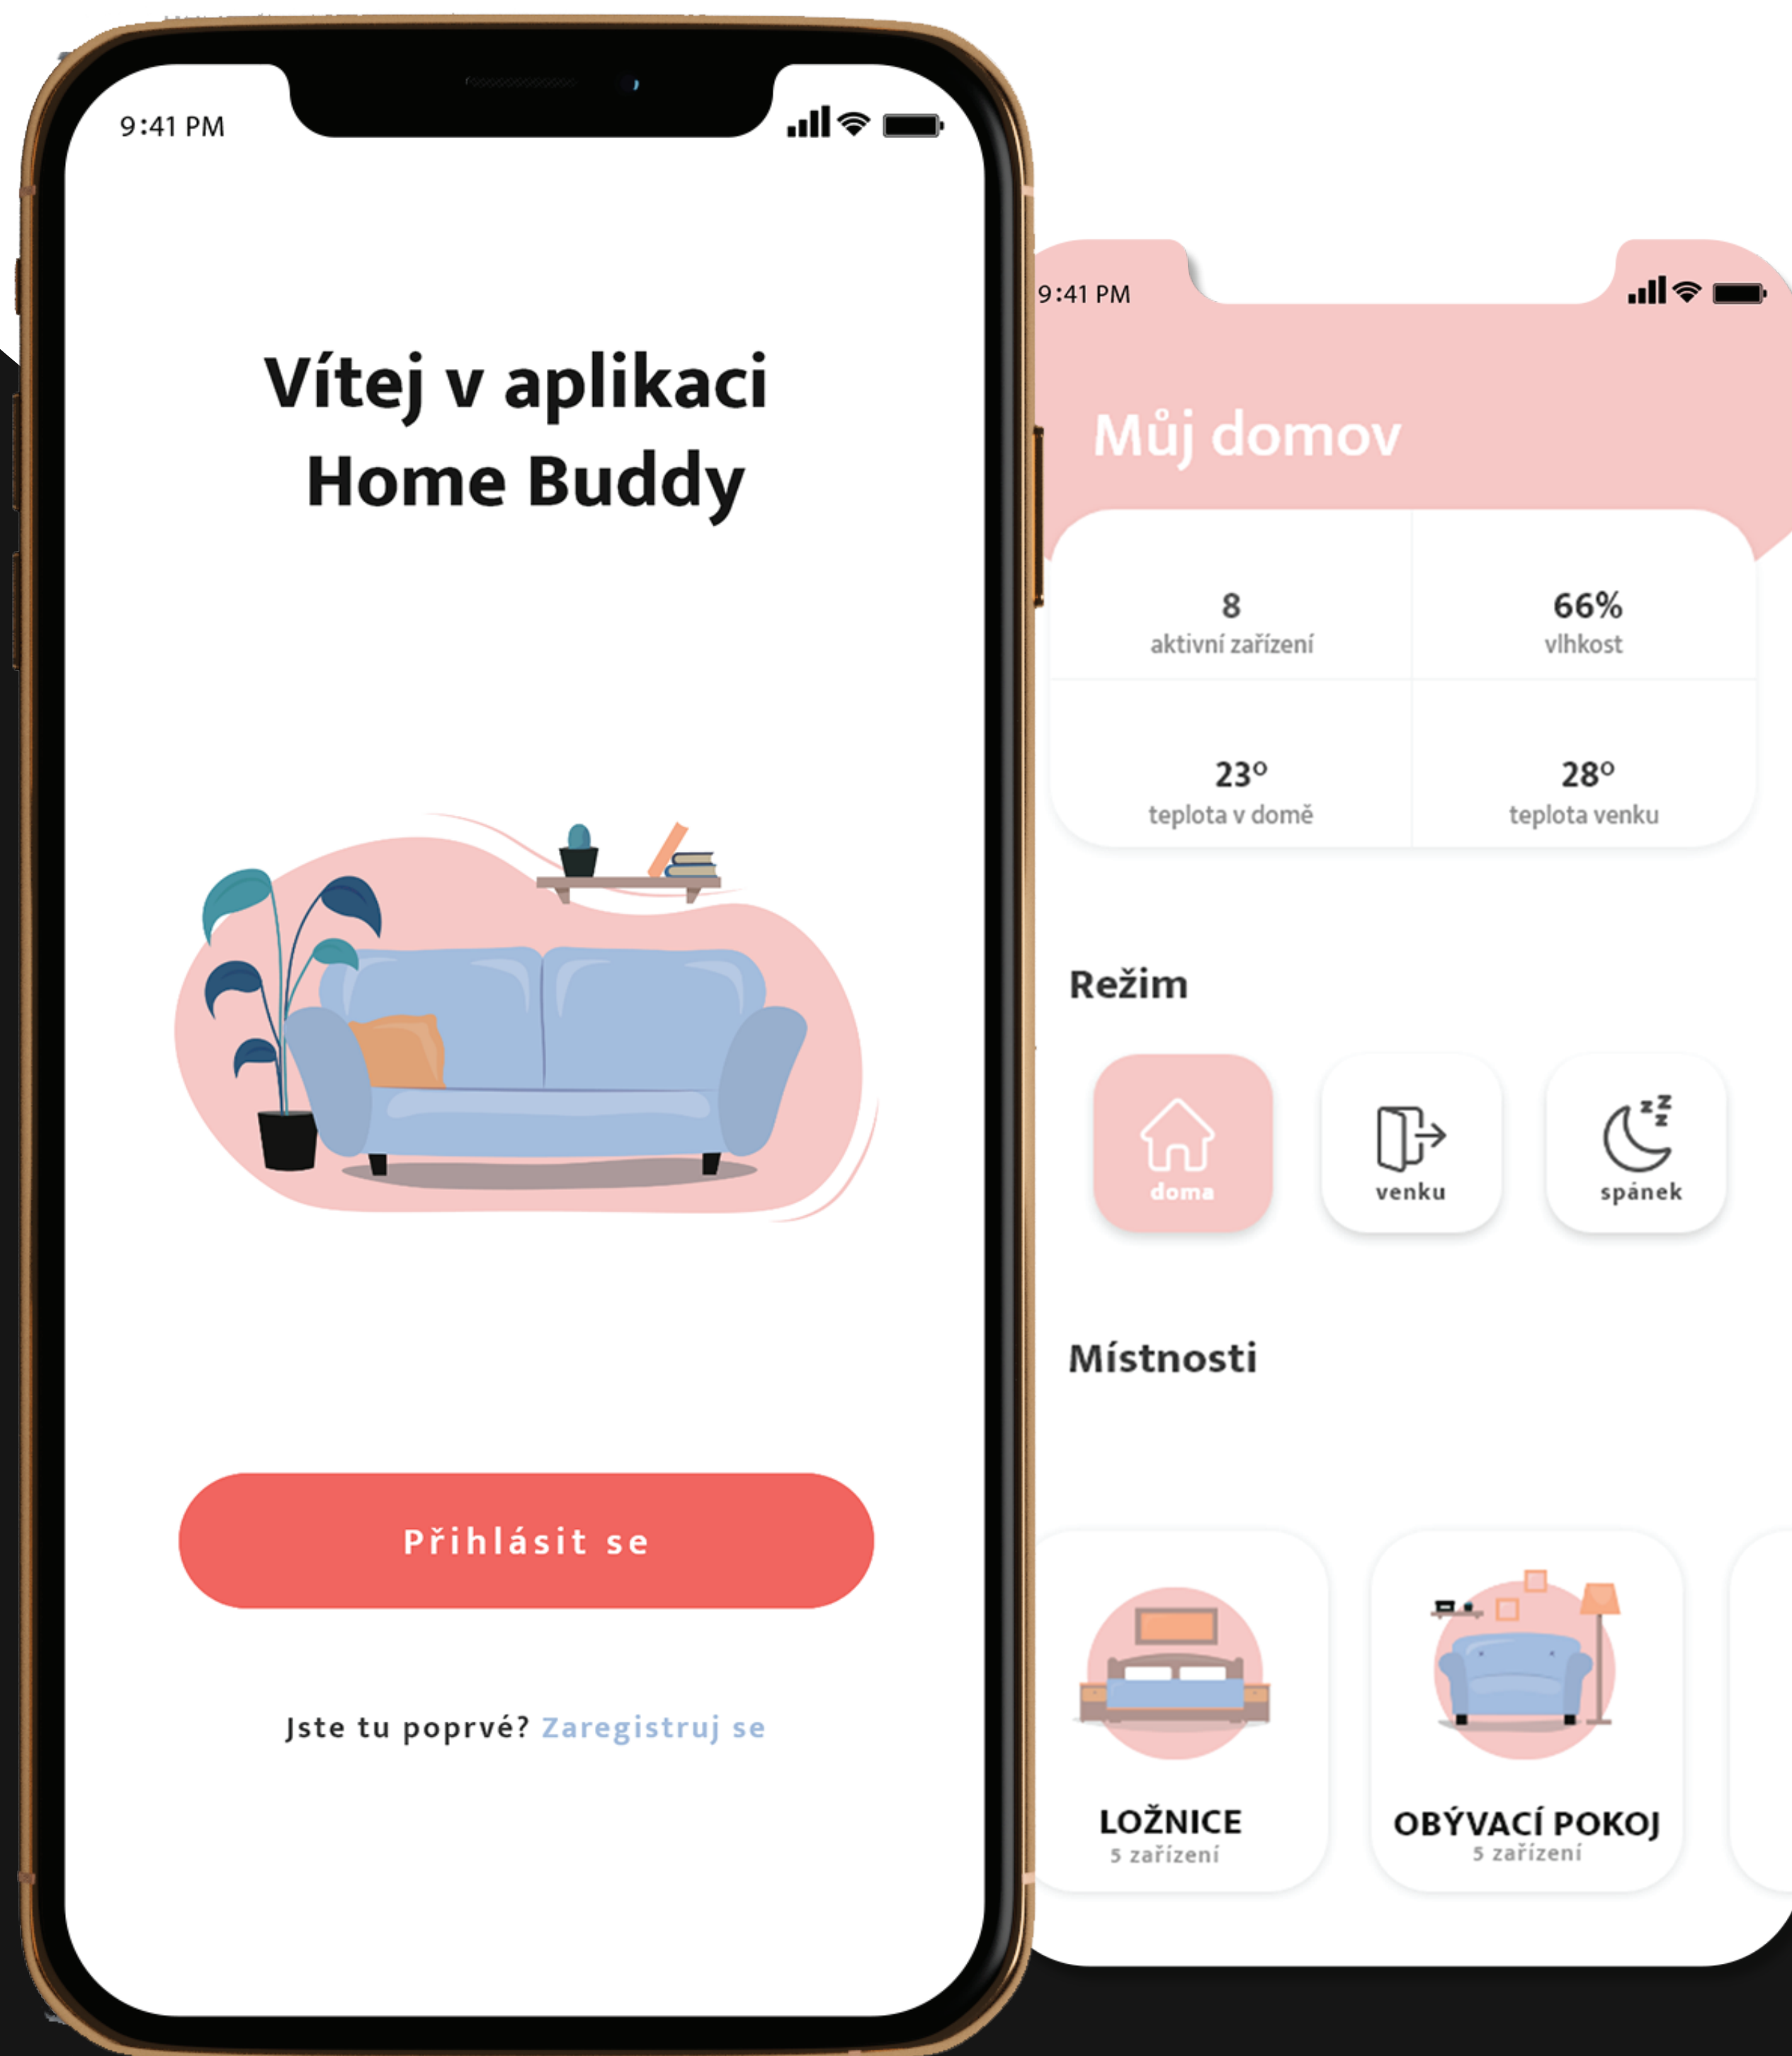 9:41 PM
Vítej v aplikaci
Home Buddy
Přihlásit se
Jste tu poprvé? Zaregistruj se
9:41 PM
Můj domov
8
aktivní zařízení
66%
vlhkost
23°
teplota v domě
28°
teplota venku
Režim
doma
venku
zzz
spánek
Místnosti
LOŽNICE
5 zařízení
OBÝVACÍ POKOJ
5 zařízení